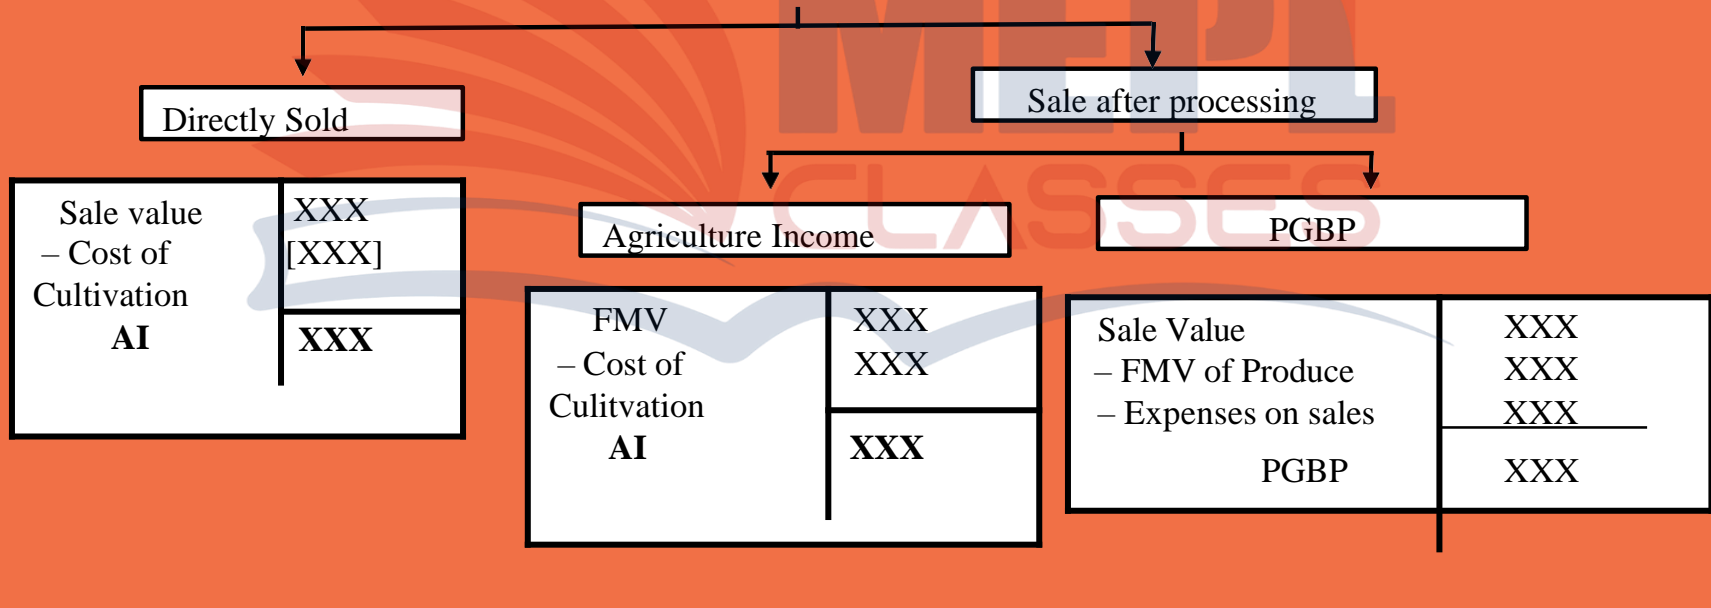 MEPL
CLASSES
Directly Sold
Sale after processing
Sale value XXX
– Cost of [XXX]
Cultivation
AI XXX
Agriculture Income
PGBP
FMV XXX
– Cost of XXX
Culitvation
AI XXX
Sale Value XXX
– FMV of Produce XXX
– Expenses on sales XXX
PGBP XXX